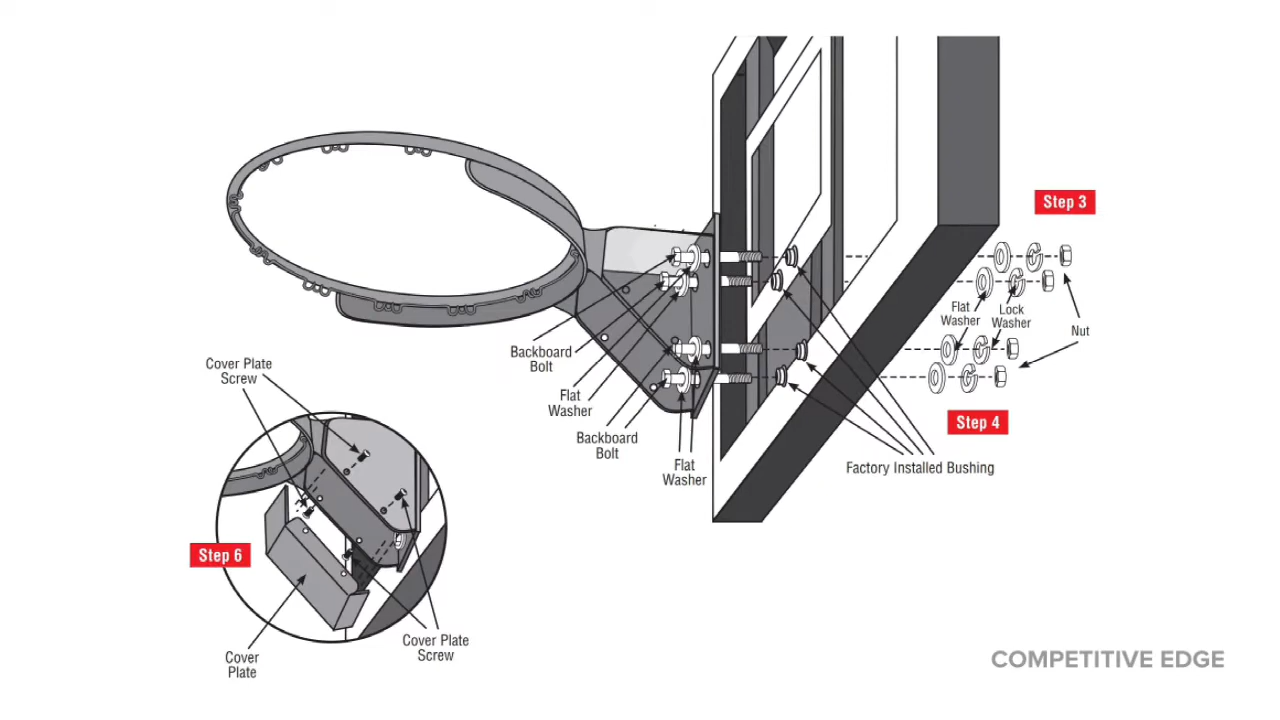 Step 3
Flat
Washer
Lock
Washer
Nut
Backboard
Bolt
Flat
Washer
Backboard
Bolt
Flat
Washer
Step 4
Factory Installed Bushing
Cover Plate
Screw
Step 6
Cover
Plate
Cover Plate
Screw
COMPETITIVE EDGE